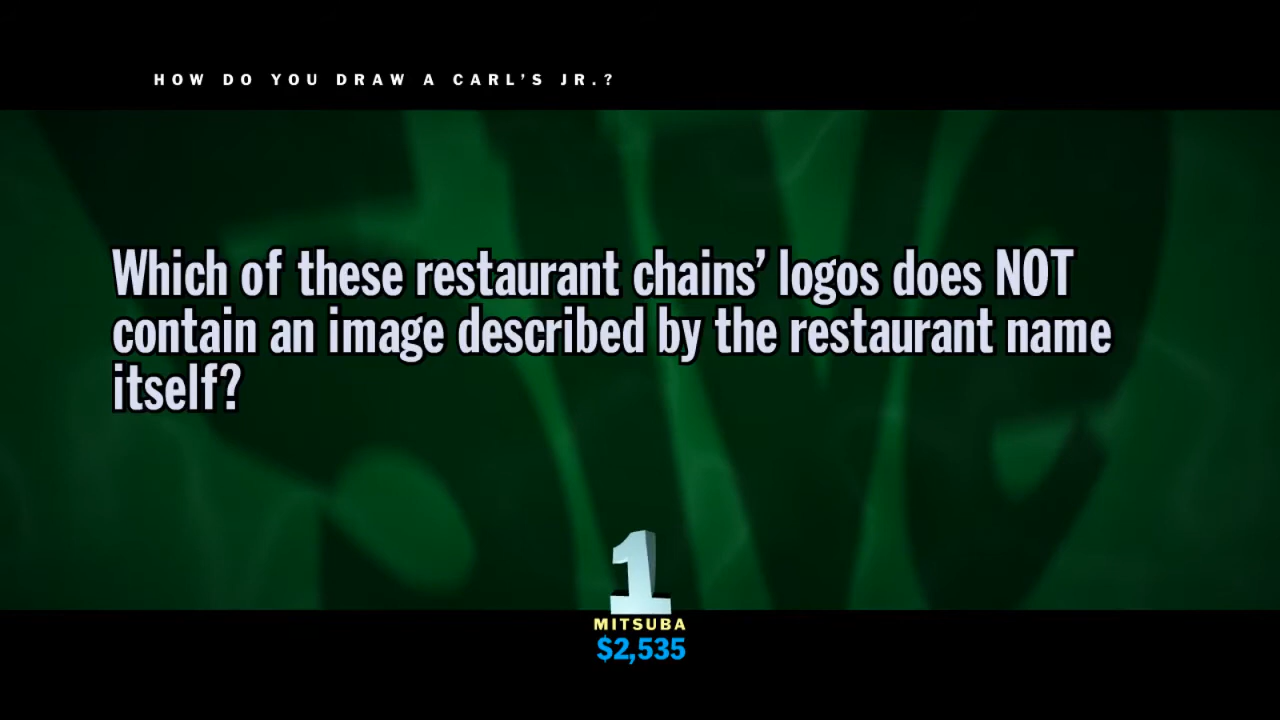 HOW DO YOU DRAW A CARL'S JR.?
Which of these restaurant chains' logos does NOT
contain an image described by the restaurant name
itself?
1
MITSUBA
$2,535